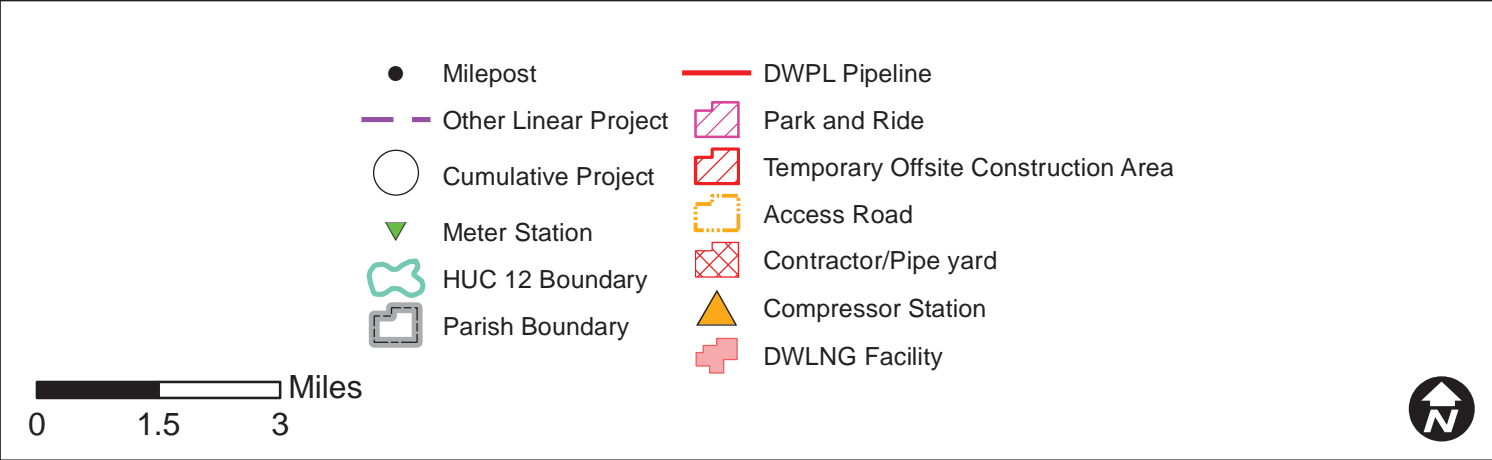 Milepost
Other Linear Project
Cumulative Project
Meter Station
HUC 12 Boundary
Parish Boundary
DWPL Pipeline
Park and Ride
Temporary Offsite Construction Area
Access Road
Contractor/Pipe yard
Compressor Station
DWLNG Facility
Miles
0 1.5 3
N